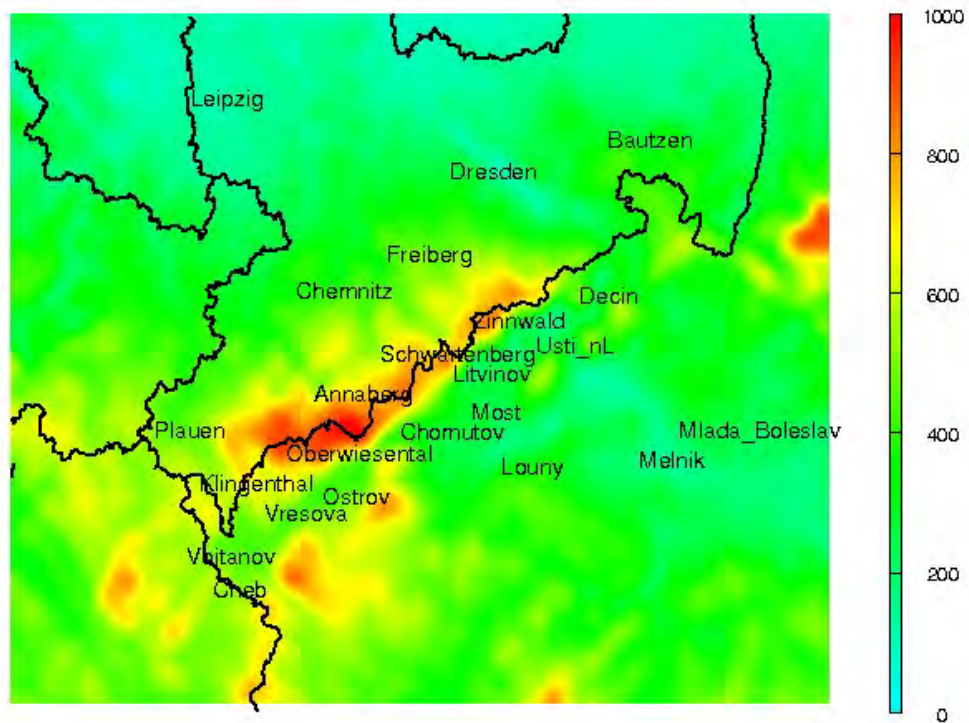 1000
Leipzig
Bautzen
800
Dresden
Freiberg
Chemnitz
Decin
600
Zinnwald
Usti_nL
Schwartenberg
Litvinov
Annaberg
Most
Plauen
Chomutov
Mlada_Boleslav
400
Oberwiesental
Louny
Melnik
Klingenthal
Ostrov
Vresova
Vojtanov
200
Cheb
0